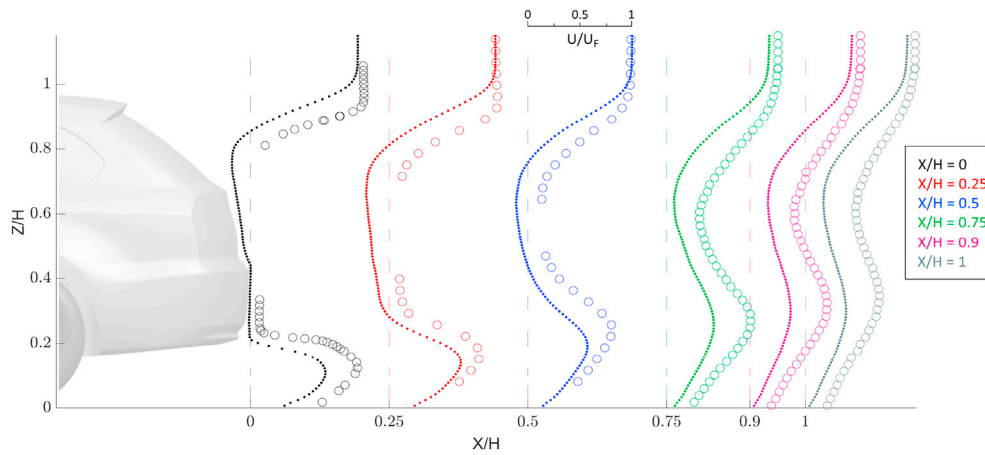 0 0.5 1
U/U_F
1
0.8
0.6
0.4
0.2
0
Z/H
0 0.25 0.5 0.75 0.9 1
X/H
X/H = 0
X/H = 0.25
X/H = 0.5
X/H = 0.75
X/H = 0.9
X/H = 1